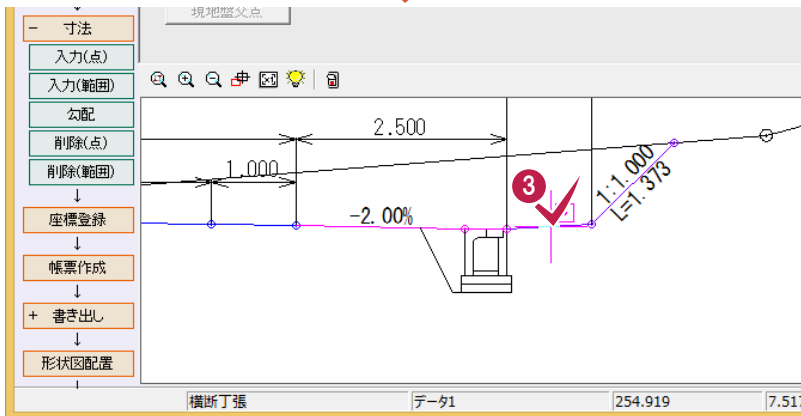 現地盤交点
− 寸法
入力(点)
入力(範囲)
勾配
削除(点)
削除(範囲)
↓
座標登録
↓
帳票作成
↓
+ 書き出し
↓
形状図配置
2.500
1.000
-2.00%
3
1:1.000
L=1.373
横断丁張
データ1
254.919
7.517